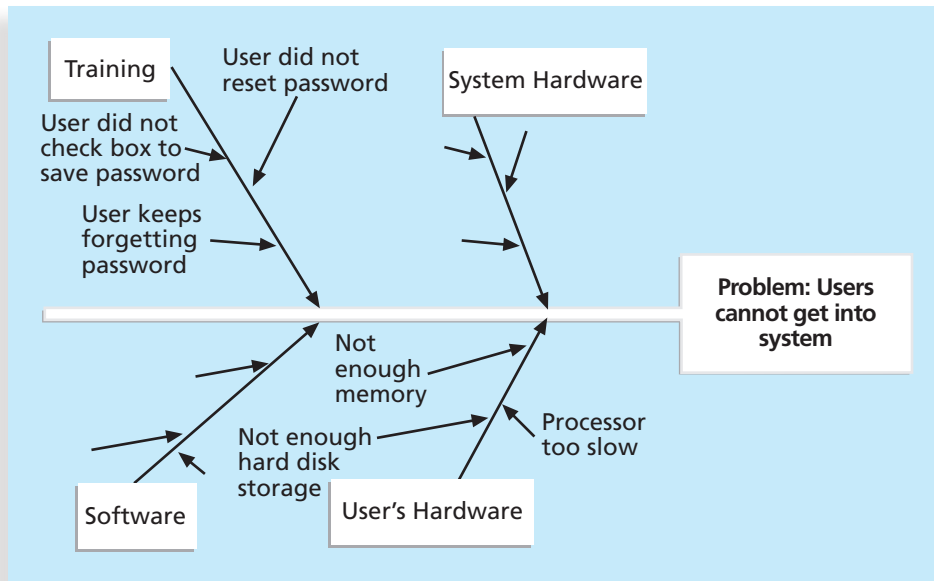 Training
User did not
reset password
System Hardware
User did not
check box to
save password
User keeps
forgetting
password
Problem: Users
cannot get into
system
Not
enough
memory
Not enough
hard disk
storage
Processor
too slow
Software
User's Hardware